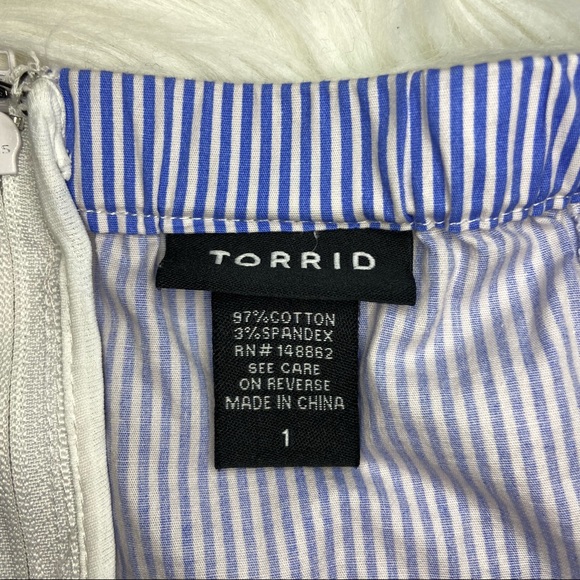 TORRID
97%COTTON
3%SPANDEX
RN# 148862
SEE CARE
ON REVERSE
MADE IN CHINA
1